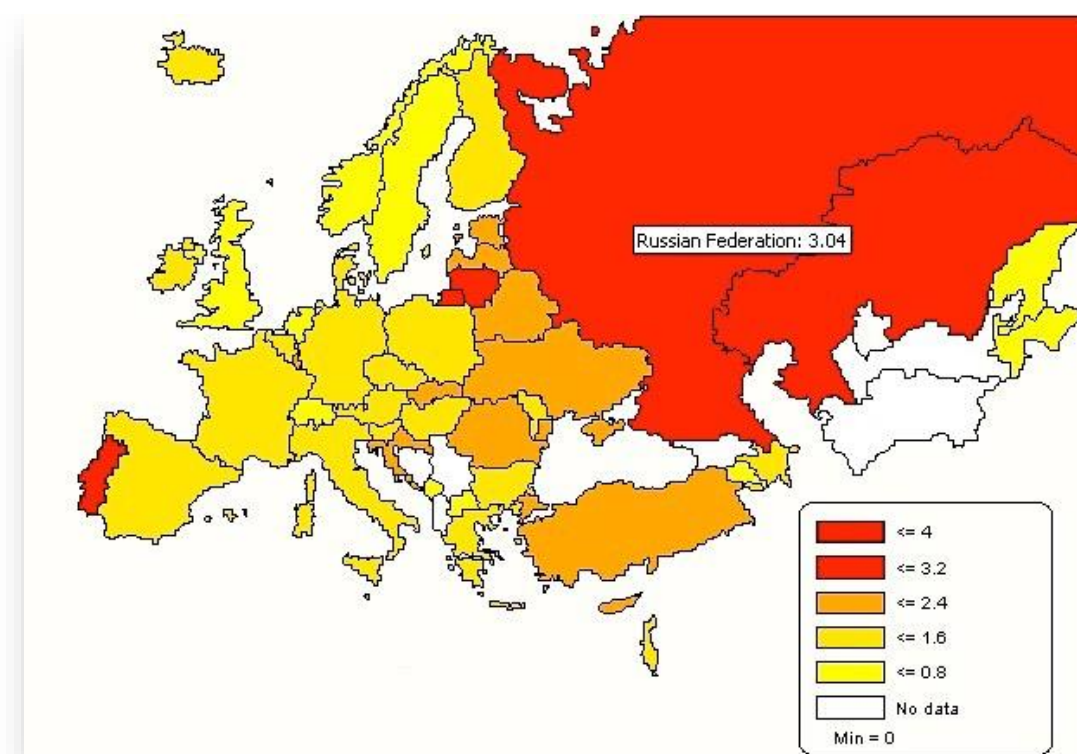 Russian Federation: 3.04
<= 4
<= 3.2
<= 2.4
<= 1.6
<= 0.8
No data
Min = 0